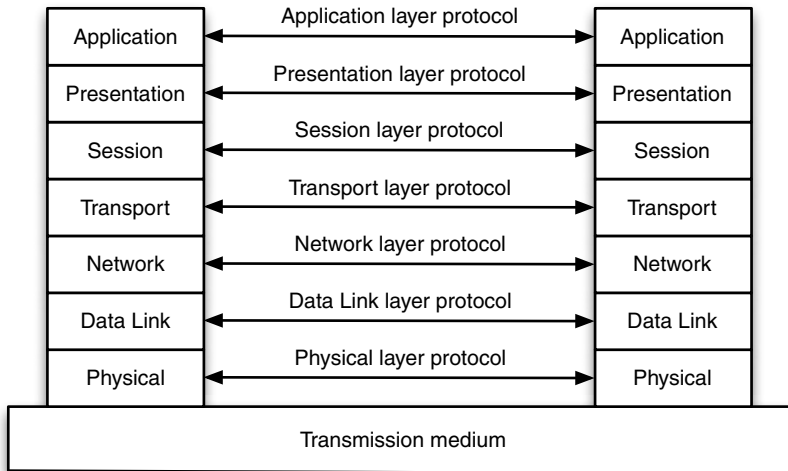 Application layer protocol
Application
Application
Presentation layer protocol
Presentation
Presentation
Session layer protocol
Session
Session
Transport layer protocol
Transport
Transport
Network layer protocol
Network
Network
Data Link layer protocol
Data Link
Data Link
Physical layer protocol
Physical
Physical
Transmission medium